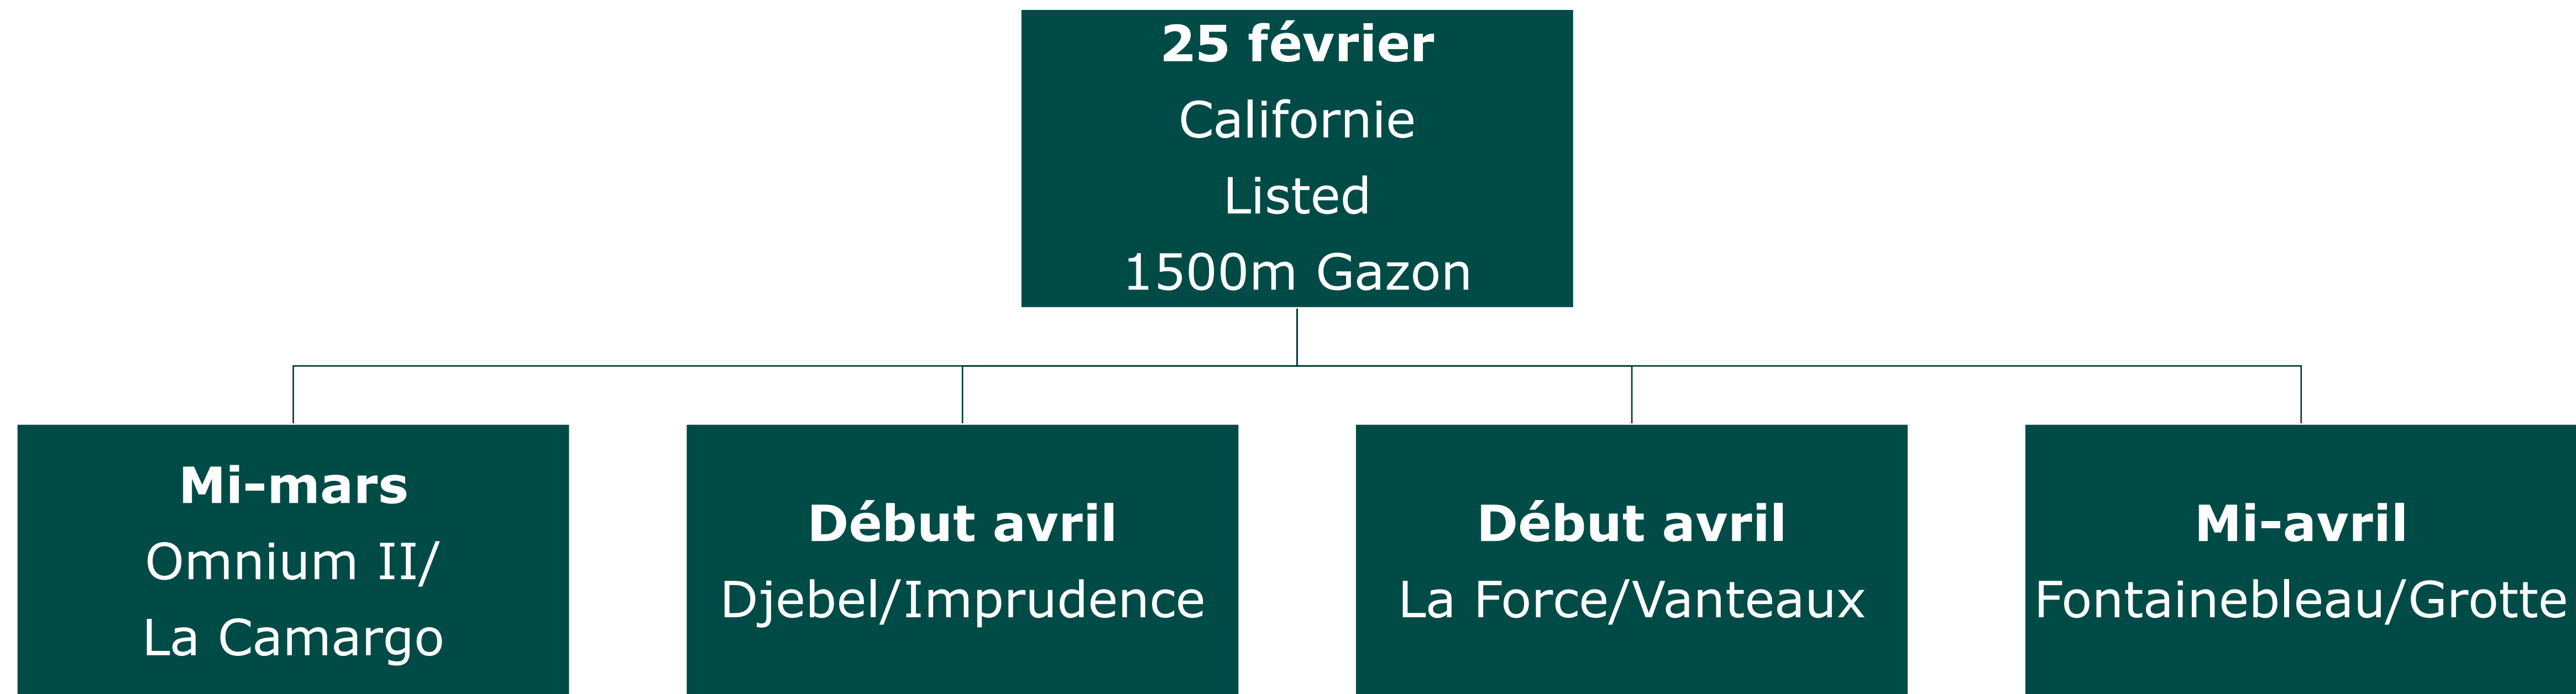 25 février
Californie
Listed
1500m Gazon
Mi-mars
Omnium II/
La Camargo
Début avril
Djebel/Imprudence
Début avril
La Force/Vanteaux
Mi-avril
Fontainebleau/Grotte